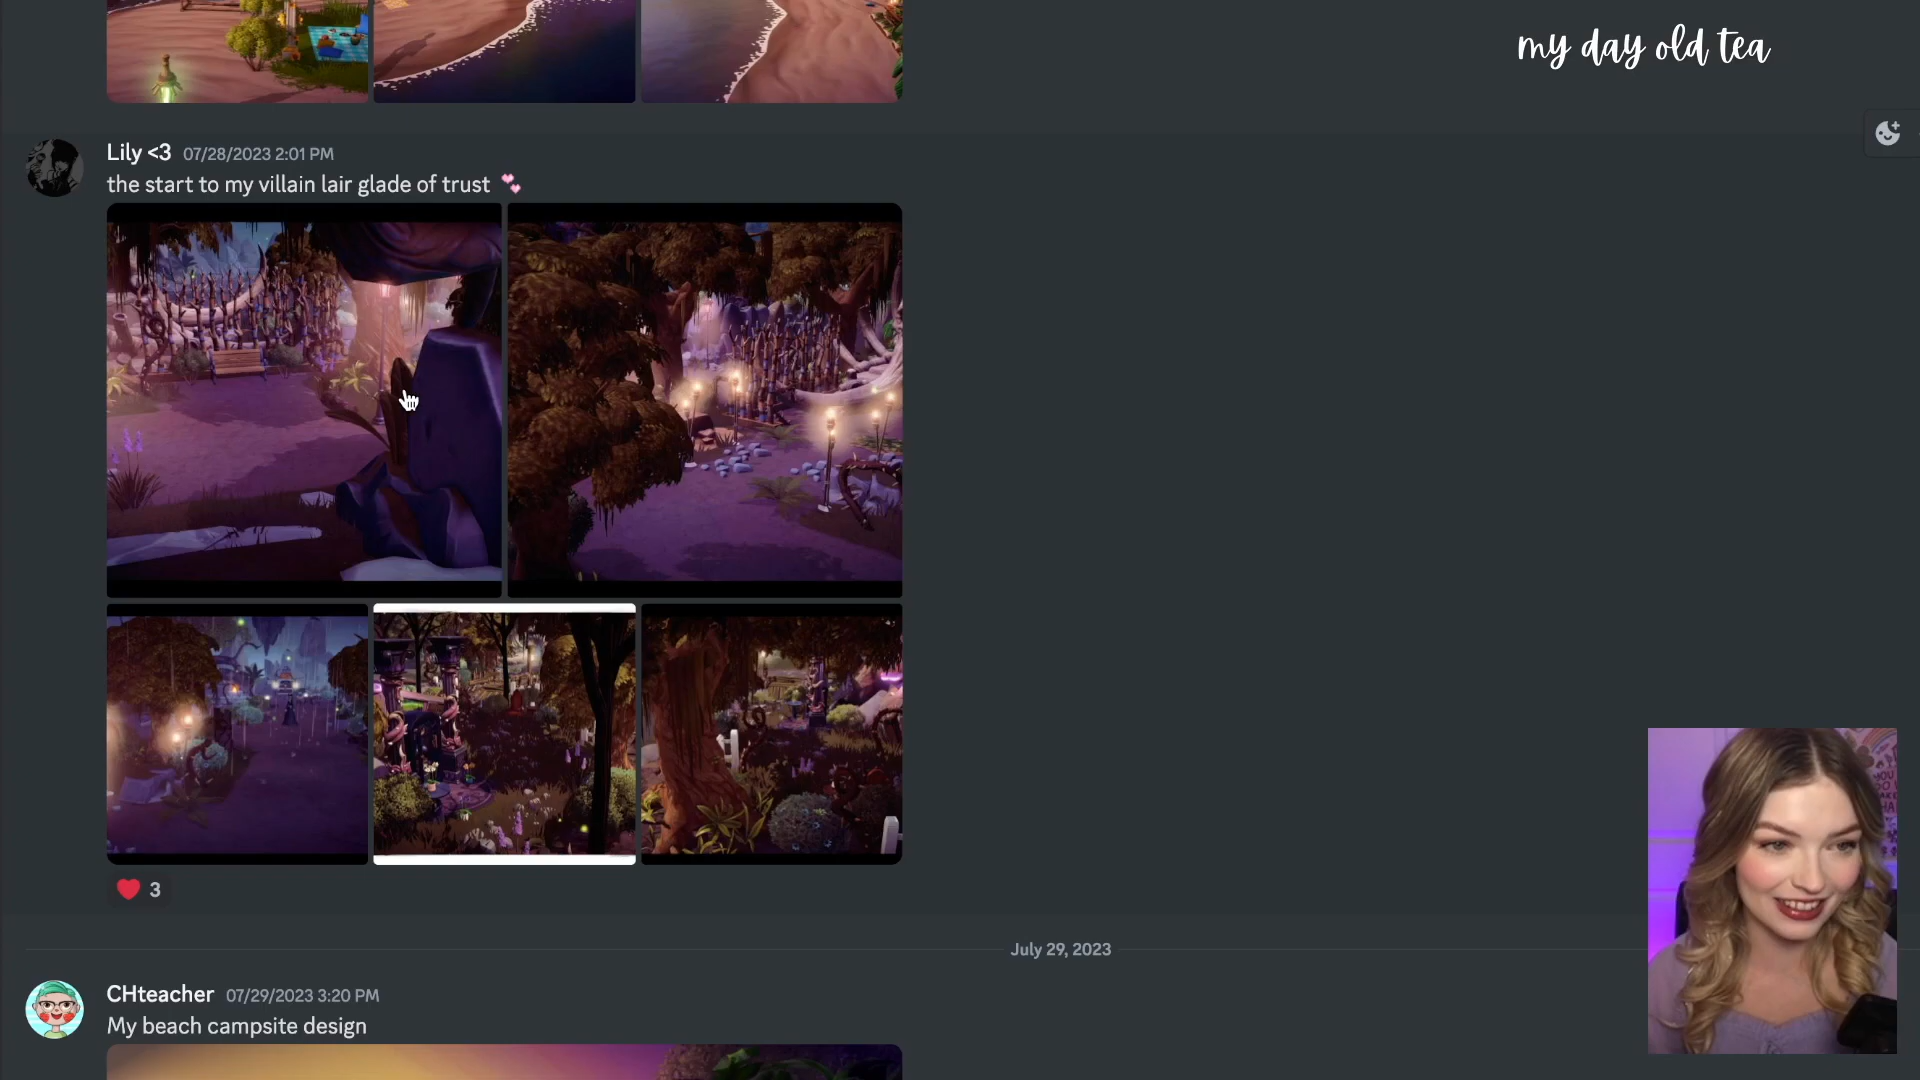 my day old tea
Lily <3 07/28/2023 2:01 PM
the start to my villain lair glade of trust
3
July 29, 2023
CHteacher 07/29/2023 3:20 PM
My beach campsite design